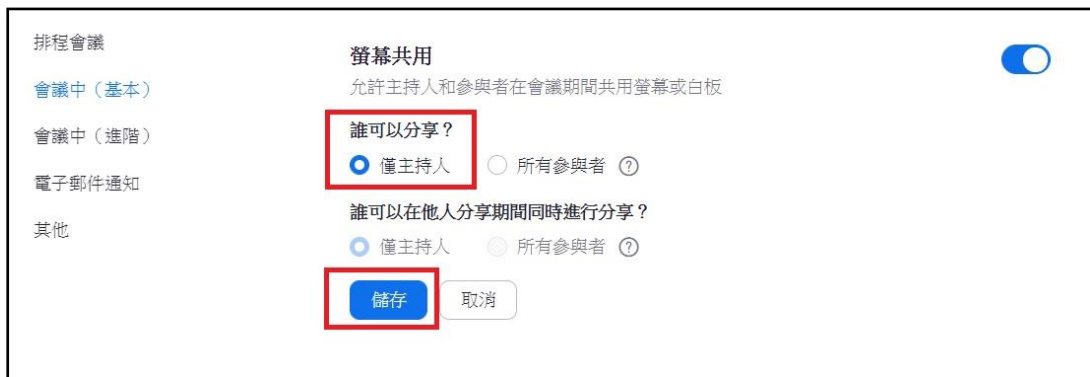 排程會議
會議中（基本）
會議中（進階）
電子郵件通知
其他
螢幕共用
允許主持人和參與者在會議期間共用螢幕或白板
誰可以分享？
僅主持人 所有參與者 ?
誰可以在他人分享期間同時進行分享？
僅主持人 所有參與者 ?
儲存 取消